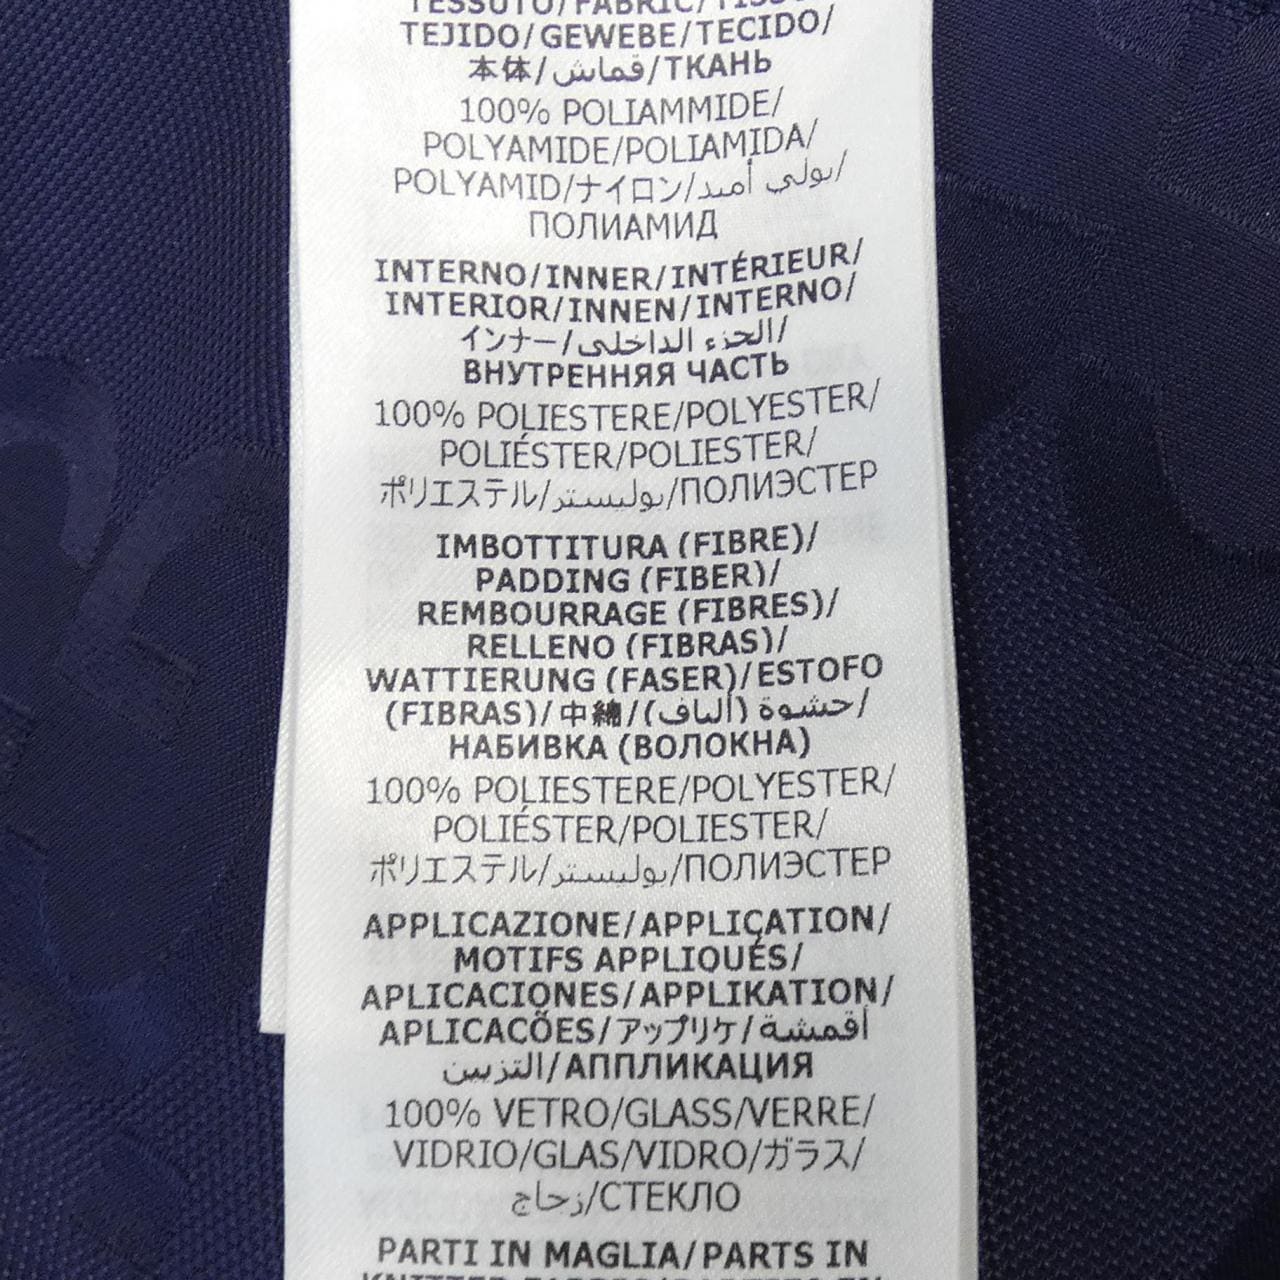 TESSUTO/FABRIC/TISSU
TEJIDO/GEWEBE/TECIDO/
本体/قماش/ТКАНЬ
100% POLIAMMIDE/
POLYAMIDE/POLIAMIDA/
POLYAMID/ナイロン/بولي أميد/
ПОЛИАМИД
INTERNO/INNER/INTÉRIEUR/
INTERIOR/INNEN/INTERNO/
インナー/الجزء الداخلى/
ВНУТРЕННЯЯ ЧАСТЬ
100% POLIESTERE/POLYESTER/
POLIÉSTER/POLIESTER/
ポリエステル/بوليستر/ПОЛИЭСТЕР
IMBOTTITURA (FIBRE)/
PADDING (FIBER)/
REMBOURRAGE (FIBRES)/
RELLENO (FIBRAS)/
WATTIERUNG (FASER)/ESTOFO
(FIBRAS)/中綿/حشوة (ألياف)/
НАБИВКА (ВОЛОКНА)
100% POLIESTERE/POLYESTER/
POLIÉSTER/POLIESTER/
ポリエステル/بوليستر/ПОЛИЭСТЕР
APPLICAZIONE/APPLICATION/
MOTIFS APPLIQUÉS/
APLICACIONES/APPLIKATION/
APLICAÇÕES/アップリケ/أقمشة
التزيين/АППЛИКАЦИЯ
100% VETRO/GLASS/VERRE/
VIDRIO/GLAS/VIDRO/ガラス/
زجاج/СТЕКЛО
PARTI IN MAGLIA/PARTS IN